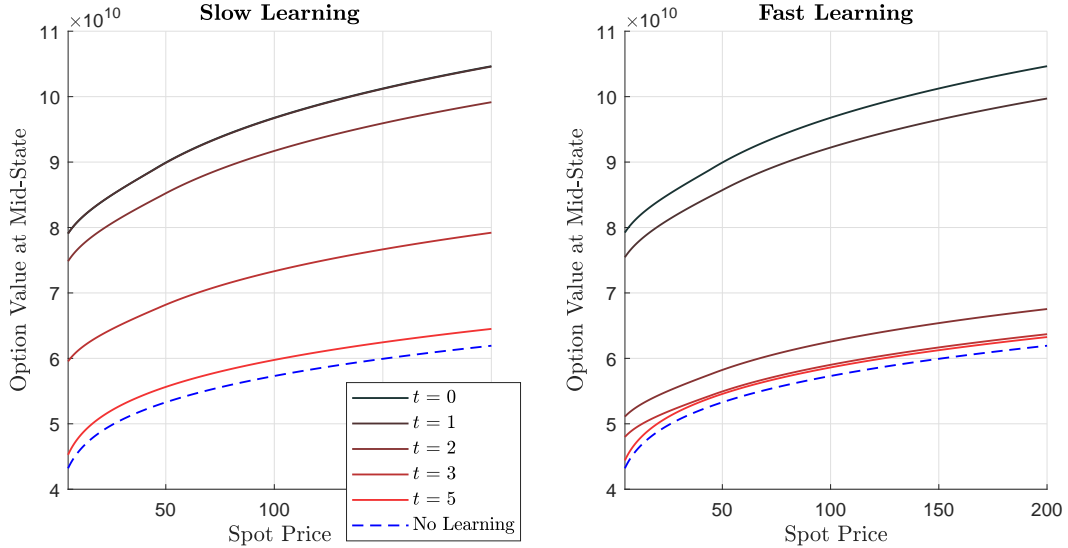 Slow Learning
×10^10
Option Value at Mid-State
11
10
9
8
7
6
5
4
50
100
Spot Price
t = 0
t = 1
t = 2
t = 3
t = 5
No Learning
Fast Learning
×10^10
Option Value at Mid-State
11
10
9
8
7
6
5
4
50
100
150
200
Spot Price